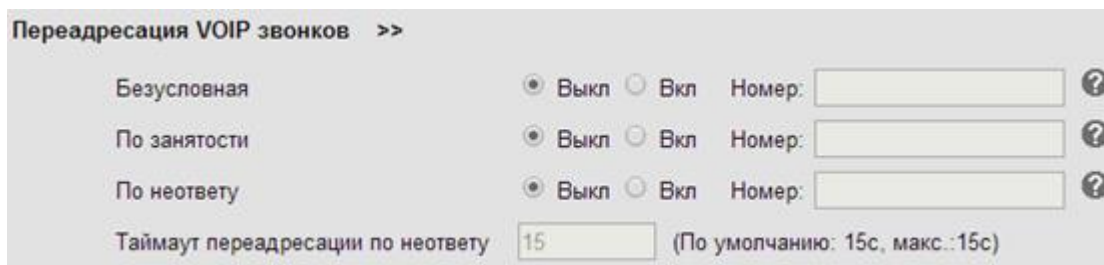 Переадресация VOIP звонков >>
Безусловная Выкл Вкл Номер: ?
По занятости Выкл Вкл Номер: ?
По неответу Выкл Вкл Номер: ?
Таймаут переадресации по неответу 15 (По умолчанию: 15с, макс.:15с)